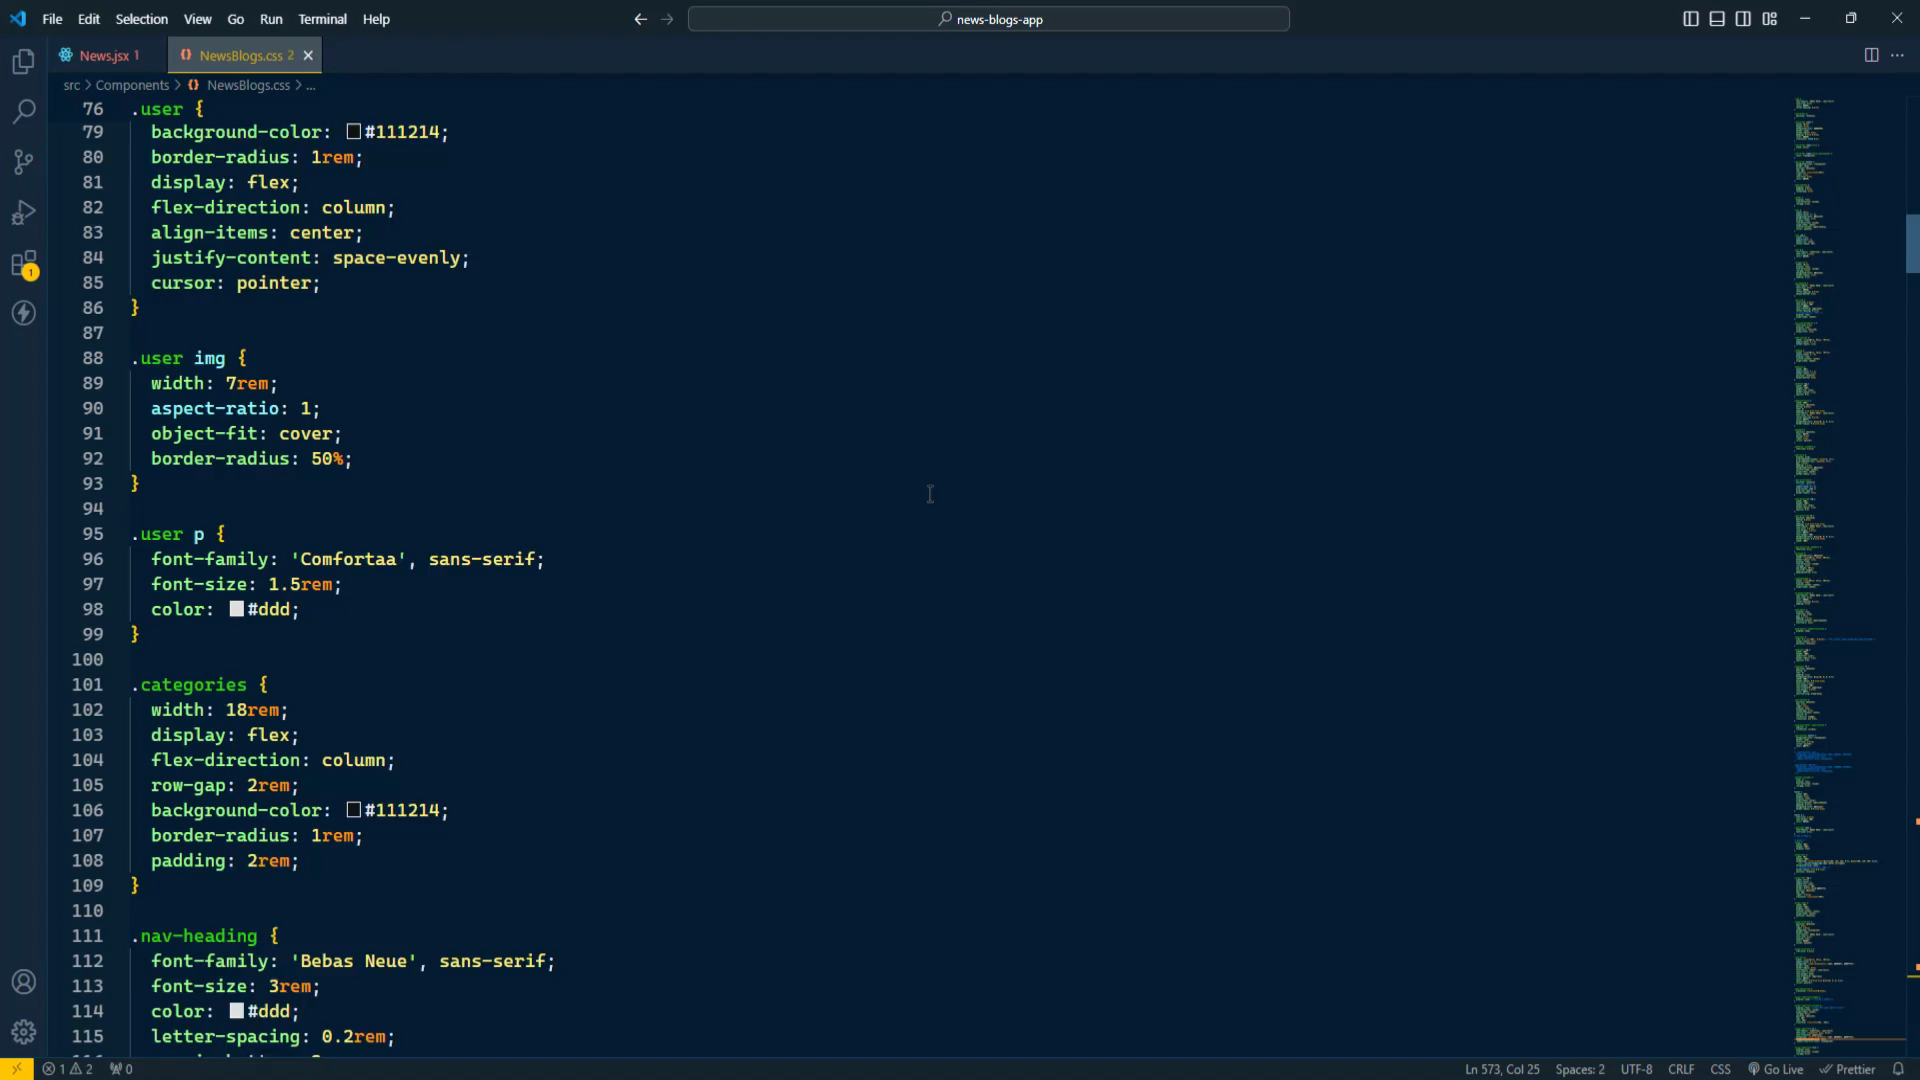 File Edit Selection View Go Run Terminal Help
news-blogs-app
News.jsx 1
NewsBlogs.css 2
src > Components > NewsBlogs.css > ...
76 .user {
79 background-color: #111214;
80 border-radius: 1rem;
81 display: flex;
82 flex-direction: column;
83 align-items: center;
84 justify-content: space-evenly;
85 cursor: pointer;
86 }
87
88 .user img {
89 width: 7rem;
90 aspect-ratio: 1;
91 object-fit: cover;
92 border-radius: 50%;
93 }
94
95 .user p {
96 font-family: 'Comfortaa', sans-serif;
97 font-size: 1.5rem;
98 color: #ddd;
99 }
100
101 .categories {
102 width: 18rem;
103 display: flex;
104 flex-direction: column;
105 row-gap: 2rem;
106 background-color: #111214;
107 border-radius: 1rem;
108 padding: 2rem;
109 }
110
111 .nav-heading {
112 font-family: 'Bebas Neue', sans-serif;
113 font-size: 3rem;
114 color: #ddd;
115 letter-spacing: 0.2rem;
1
1 2 0 Ln 573, Col 25 Spaces: 2 UTF-8 CRLF CSS Go Live Prettier